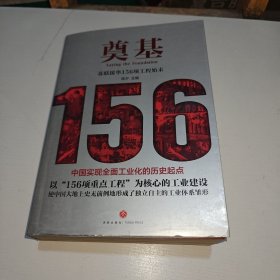 奠基
Laying the Foundation
苏联援华156项工程始末
156
中国实现全面工业化的历史起点
以“156项重点工程”为核心的工业建设
使中国大地上史无前例地形成了独立自主的工业体系雏形